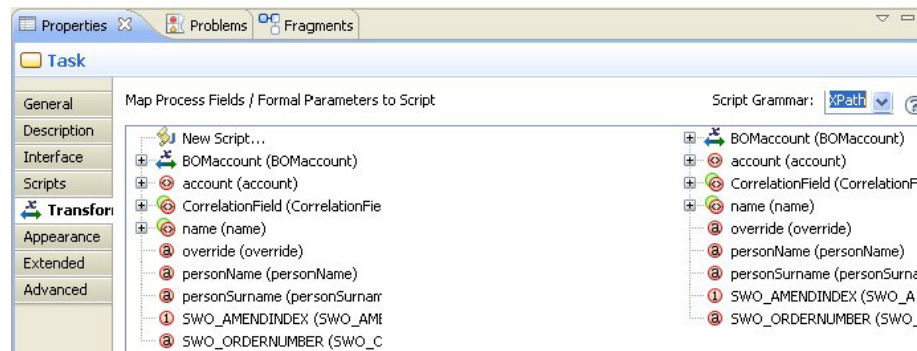 Properties Problems Fragments
Task
General
Description
Interface
Scripts
Transfor
Appearance
Extended
Advanced
Map Process Fields / Formal Parameters to Script
Script Grammar: XPath
New Script...
BOMaccount (BOMaccount)
account (account)
CorrelationField (CorrelationFie
name (name)
override (override)
personName (personName)
personSurname (personSurnam
SWO_AMENDINDEX (SWO_AME
SWO_ORDERNUMBER (SWO_C
BOMaccount (BOMaccount)
account (account)
CorrelationField (CorrelationF
name (name)
override (override)
personName (personName)
personSurname (personSurna
SWO_AMENDINDEX (SWO_A
SWO_ORDERNUMBER (SWO_